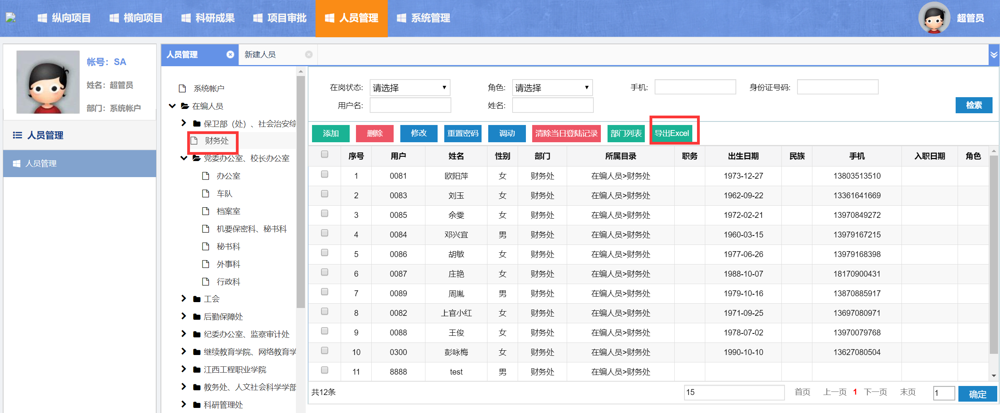 纵向项目 横向项目 科研成果 项目审批 人员管理 系统管理 超管员
帐号：SA
姓名：超管员
部门：系统帐户
人员管理
人员管理
人员管理 新建人员
系统帐户
在编人员
保卫部（处）、社会治安综
财务处
党委办公室、校长办公室
办公室
车队
档案室
机要保密科、秘书科
秘书科
外事科
行政科
工会
后勤保障处
纪委办公室、监察审计处
继续教育学院、网络教育学
江西工程职业学院
教务处、人文社会科学学部
科研管理处
在岗状态: 请选择 角色: 请选择 手机: 身份证号码:
用户名: 姓名: 检索
添加 删除 修改 重置密码 调动 清除当日登陆记录 部门列表 导出Excel
序号 用户 姓名 性别 部门 所属目录 职务 出生日期 民族 手机 入职日期 角色
1 0081 欧阳萍 女 财务处 在编人员>财务处 1973-12-27 13803513510
2 0083 刘玉 女 财务处 在编人员>财务处 1962-09-22 13361641669
3 0085 余雯 女 财务处 在编人员>财务处 1972-02-21 13970849272
4 0084 邓兴宜 男 财务处 在编人员>财务处 1960-03-15 13979167215
5 0086 胡敏 女 财务处 在编人员>财务处 1977-06-26 13979168398
6 0087 庄艳 女 财务处 在编人员>财务处 1988-10-07 18170900431
7 0089 周胤 男 财务处 在编人员>财务处 1979-10-16 13870885917
8 0082 上官小红 女 财务处 在编人员>财务处 1971-09-25 13697080971
9 0088 王俊 女 财务处 在编人员>财务处 1978-07-02 13970079768
10 0300 彭咏梅 女 财务处 在编人员>财务处 1990-10-10 13627080504
11 8888 test 男 财务处 在编人员>财务处
共12条 15 首页 上一页 1 下一页 末页 1 确定